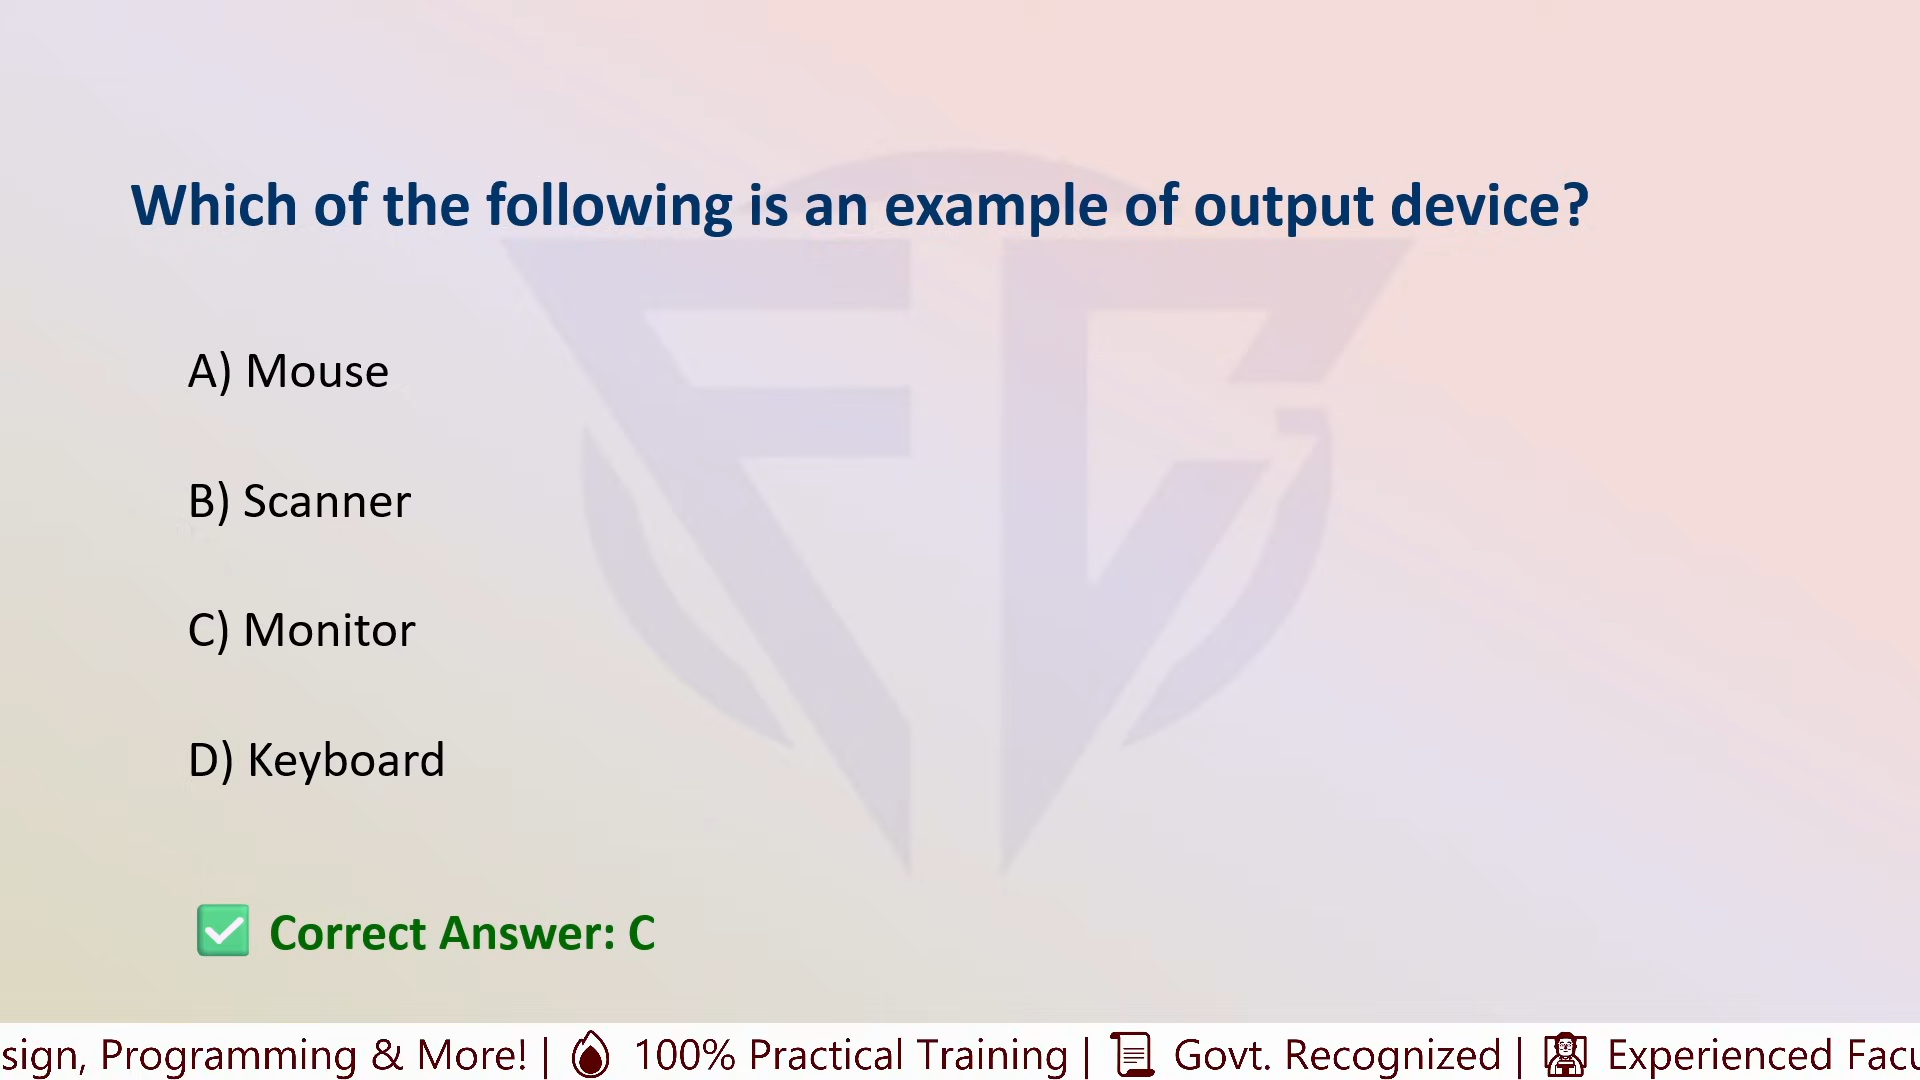 Which of the following is an example of output device?
A) Mouse
B) Scanner
C) Monitor
D) Keyboard
✅ Correct Answer: C
sign, Programming & More! | 100% Practical Training | Govt. Recognized | Experienced Facu